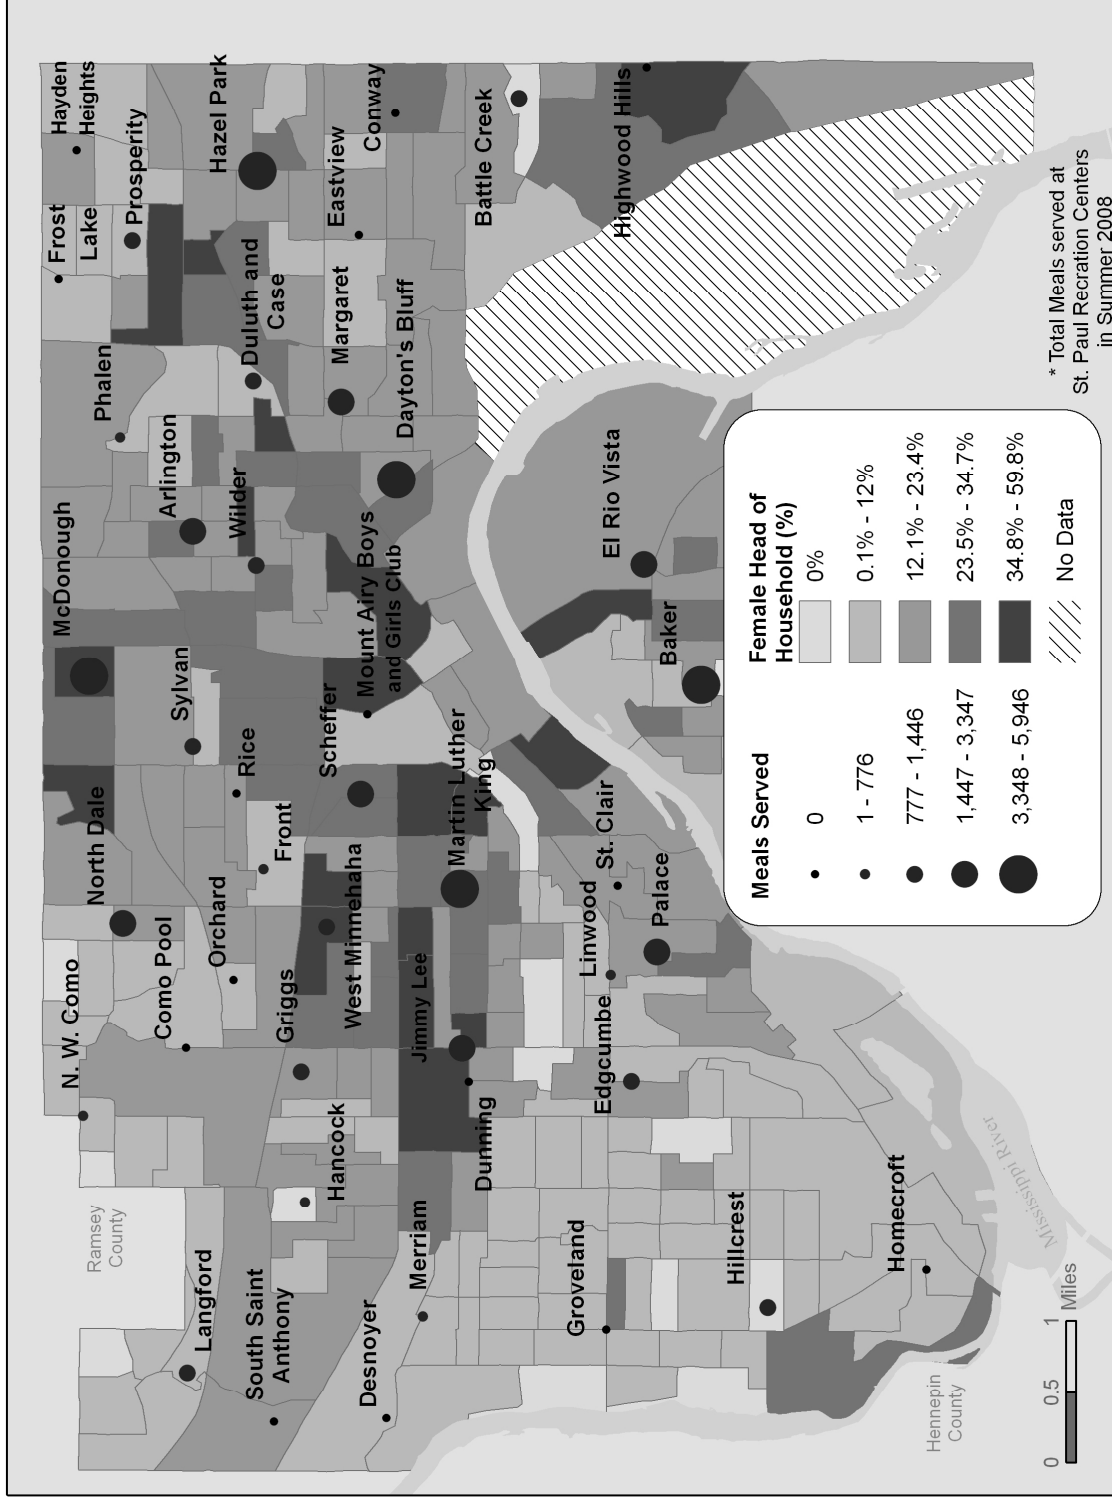 Hayden
Heights
Frost
Lake
Prosperity
Hazel Park
Conway
Eastview
Battle Creek
Highwood Hills
Duluth and
Case
Margaret
Dayton's Bluff
Phalen
Arlington
Wilder
McDonough
Mount Airy Boys
and Girls Club
El Rio Vista
Baker
Sylvan
Rice
Scheffer
Martin Luther
King
North Dale
Front
Orchard
West Minnehaha
St. Clair
Linwood
Palace
N. W. Como
Como Pool
Griggs
Jimmy Lee
Edgcumbe
Hancock
Dunning
Ramsey
County
Langford
South Saint
Anthony
Merriam
Desnoyer
Groveland
Hillcrest
Homecroft
Mississippi River
Hennepin
County
0 0.5 1
Miles
Meals Served
0
1 - 776
777 - 1,446
1,447 - 3,347
3,348 - 5,946
Female Head of
Household (%)
0%
0.1% - 12%
12.1% - 23.4%
23.5% - 34.7%
34.8% - 59.8%
No Data
* Total Meals served at
St. Paul Recration Centers
in Summer 2008